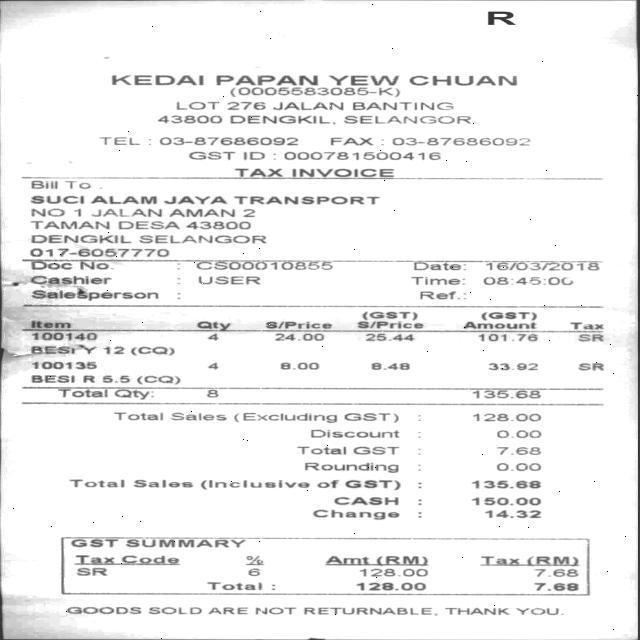 R
KEDAI PAPAN YEW CHUAN
(0005583085-K)
LOT 276 JALAN BANTING
43800 DENGKIL, SELANGOR.
TEL : 03-87686092 FAX : 03-87686092
GST ID : 000781500416
TAX INVOICE
Bill To :
SUCI ALAM JAYA TRANSPORT
NO 1 JALAN AMAN 2
TAMAN DESA 43800
DENGKIL SELANGOR
017-6057770
Doc No. : CS00010855 Date: 16/03/2018
Cashier : USER Time: 08:45:00
Salesperson : Ref.:
(GST) (GST)
Item Qty S/Price S/Price Amount Tax
100140 4 24.00 25.44 101.76 SR
BESI Y 12 (CQ)
100135 4 8.00 8.48 33.92 SR
BESI R 5.5 (CQ)
Total Qty: 8 135.68
Total Sales (Excluding GST) : 128.00
Discount : 0.00
Total GST : 7.68
Rounding : 0.00
Total Sales (Inclusive of GST) : 135.68
CASH : 150.00
Change : 14.32
GST SUMMARY
Tax Code % Amt (RM) Tax (RM)
SR 6 128.00 7.68
Total : 128.00 7.68
GOODS SOLD ARE NOT RETURNABLE, THANK YOU.